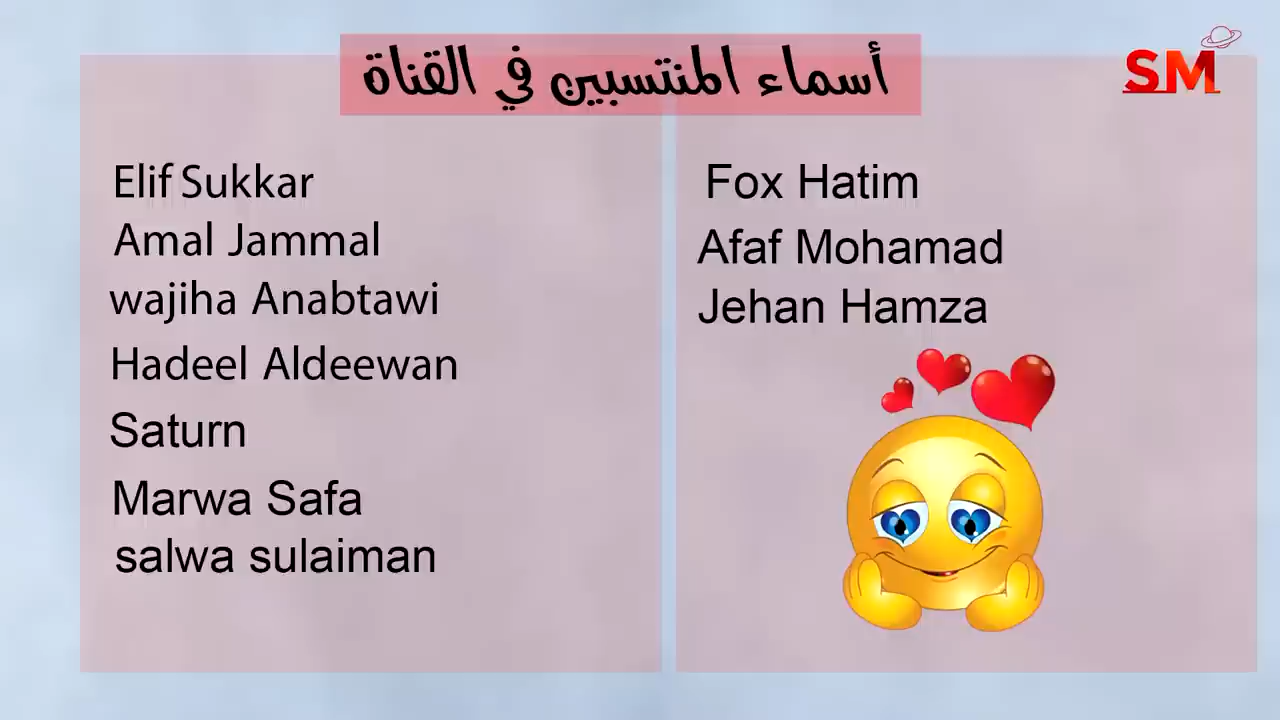 أسماء المنتسبين في القناة
SM
Elif Sukkar
Amal Jammal
wajiha Anabtawi
Hadeel Aldeewan
Saturn
Marwa Safa
salwa sulaiman
Fox Hatim
Afaf Mohamad
Jehan Hamza